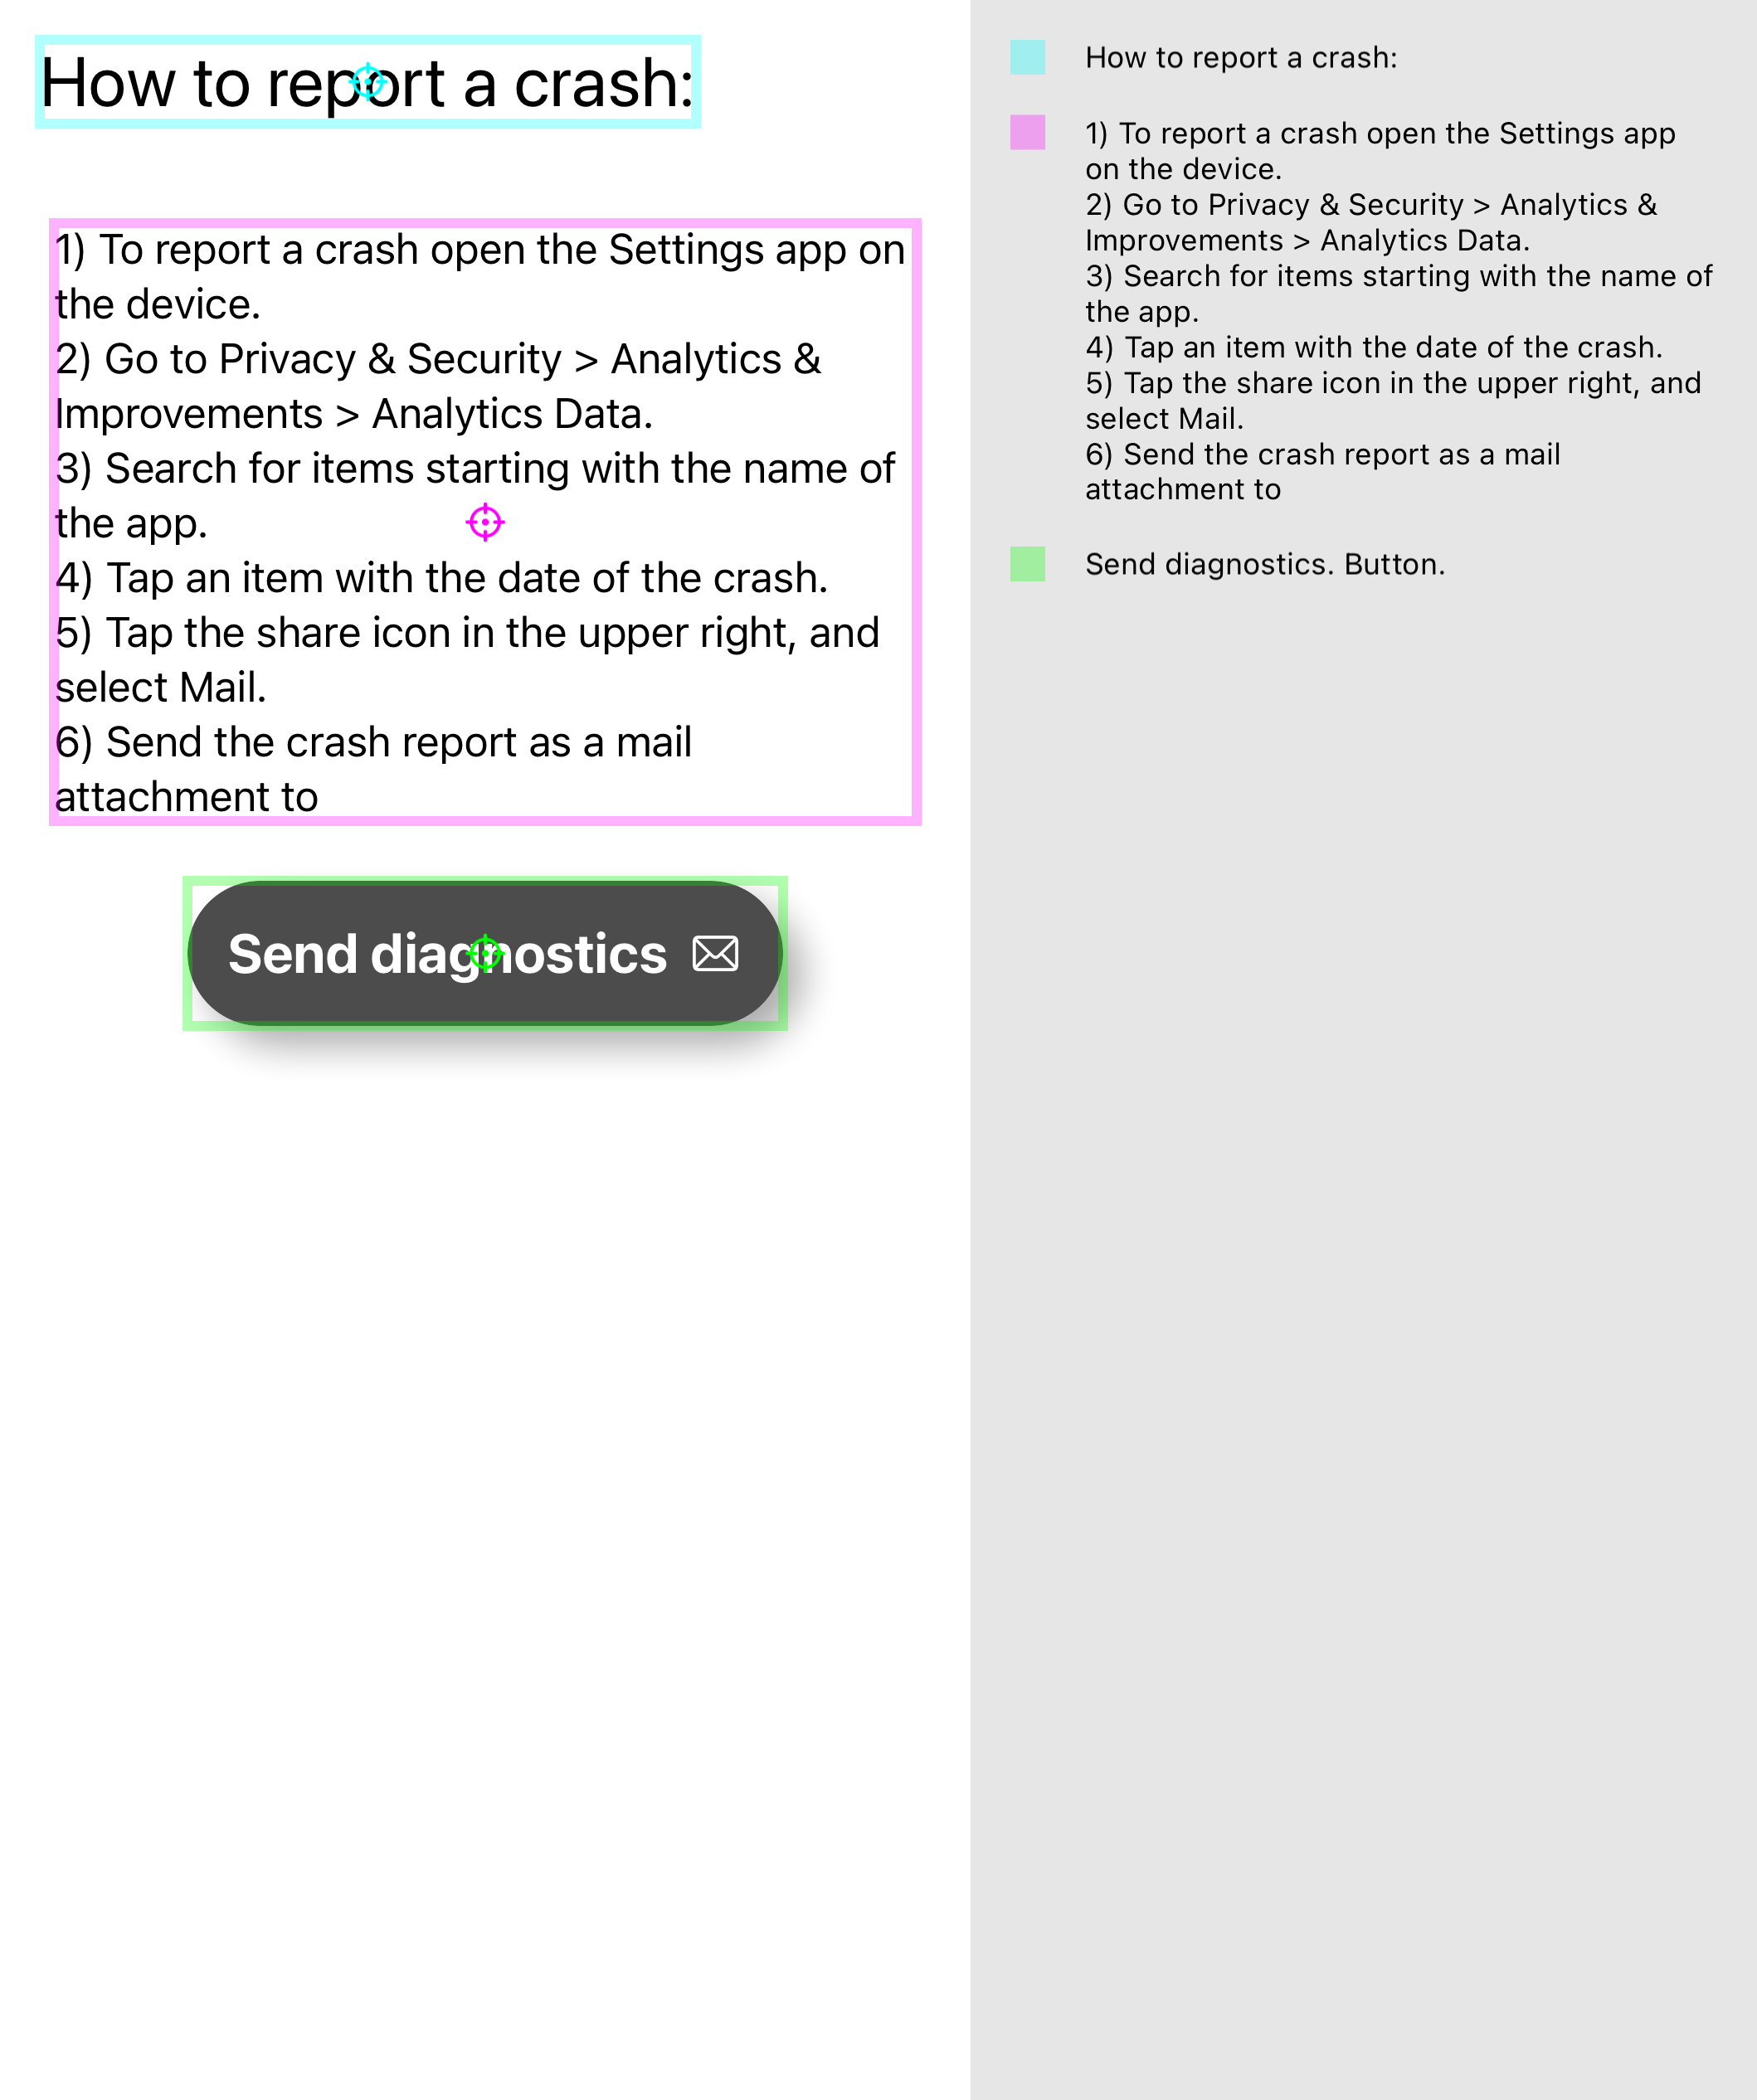 How to report a crash:
1) To report a crash open the Settings app on
the device.
2) Go to Privacy & Security > Analytics &
Improvements > Analytics Data.
3) Search for items starting with the name of
the app.
4) Tap an item with the date of the crash.
5) Tap the share icon in the upper right, and
select Mail.
6) Send the crash report as a mail
attachment to
Send diagnostics
How to report a crash:
1) To report a crash open the Settings app
on the device.
2) Go to Privacy & Security > Analytics &
Improvements > Analytics Data.
3) Search for items starting with the name of
the app.
4) Tap an item with the date of the crash.
5) Tap the share icon in the upper right, and
select Mail.
6) Send the crash report as a mail
attachment to
Send diagnostics. Button.